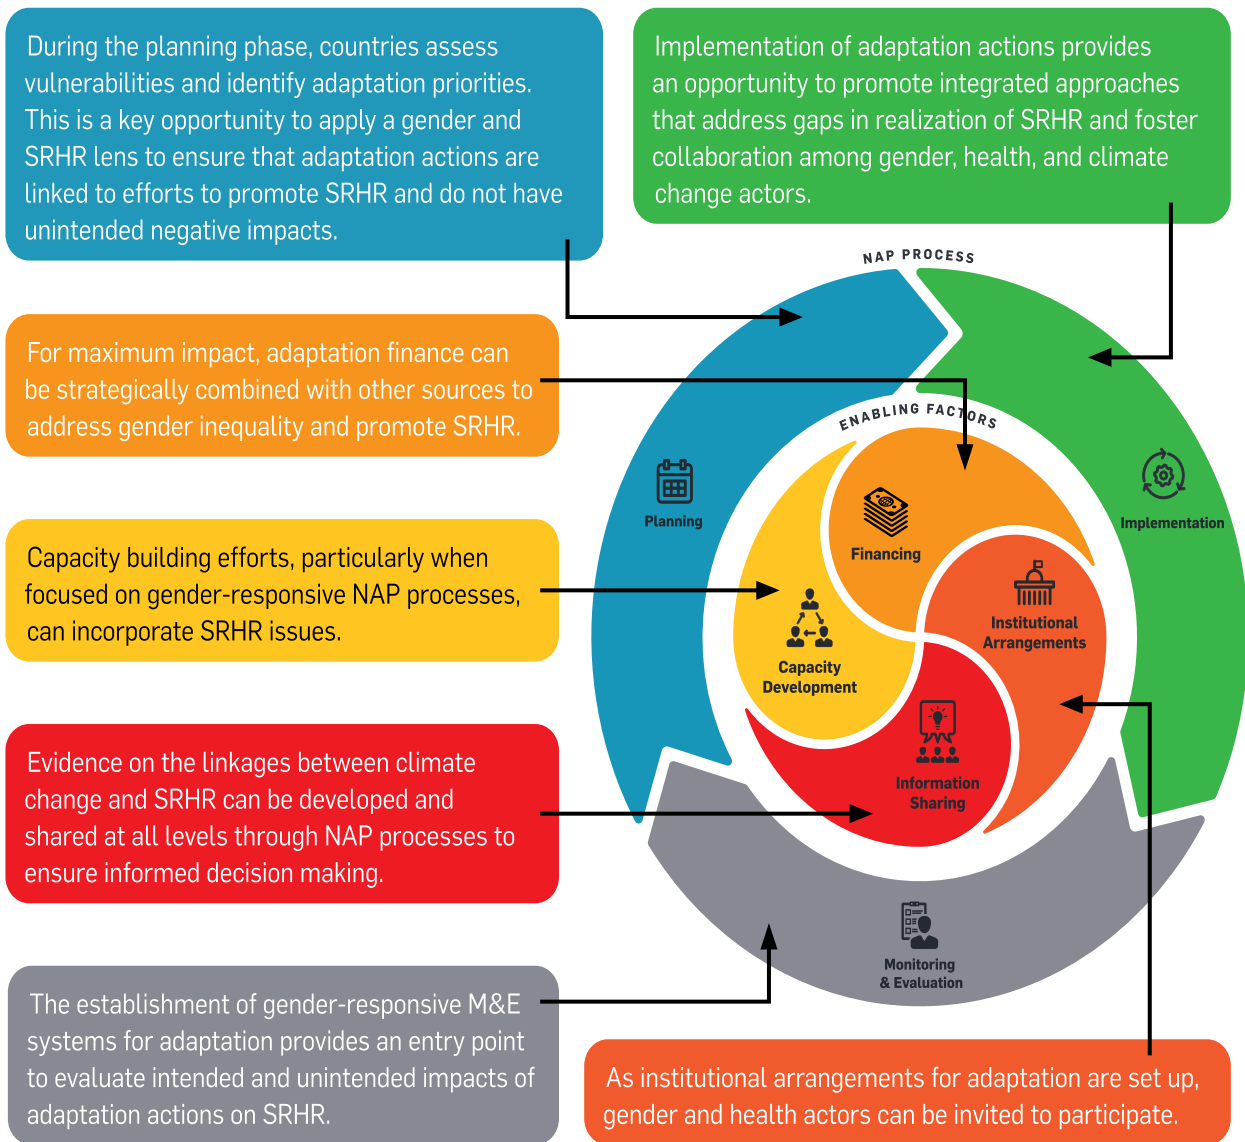 During the planning phase, countries assess
vulnerabilities and identify adaptation priorities.
This is a key opportunity to apply a gender and
SRHR lens to ensure that adaptation actions are
linked to efforts to promote SRHR and do not have
unintended negative impacts.
Implementation of adaptation actions provides
an opportunity to promote integrated approaches
that address gaps in realization of SRHR and foster
collaboration among gender, health, and climate
change actors.
For maximum impact, adaptation finance can
be strategically combined with other sources to
address gender inequality and promote SRHR.
Capacity building efforts, particularly when
focused on gender-responsive NAP processes,
can incorporate SRHR issues.
Evidence on the linkages between climate
change and SRHR can be developed and
shared at all levels through NAP processes to
ensure informed decision making.
The establishment of gender-responsive M&E
systems for adaptation provides an entry point
to evaluate intended and unintended impacts of
adaptation actions on SRHR.
As institutional arrangements for adaptation are set up,
gender and health actors can be invited to participate.
NAP PROCESS
ENABLING FACTORS
Planning
Implementation
Financing
Institutional
Arrangements
Capacity
Development
Information
Sharing
Monitoring
& Evaluation